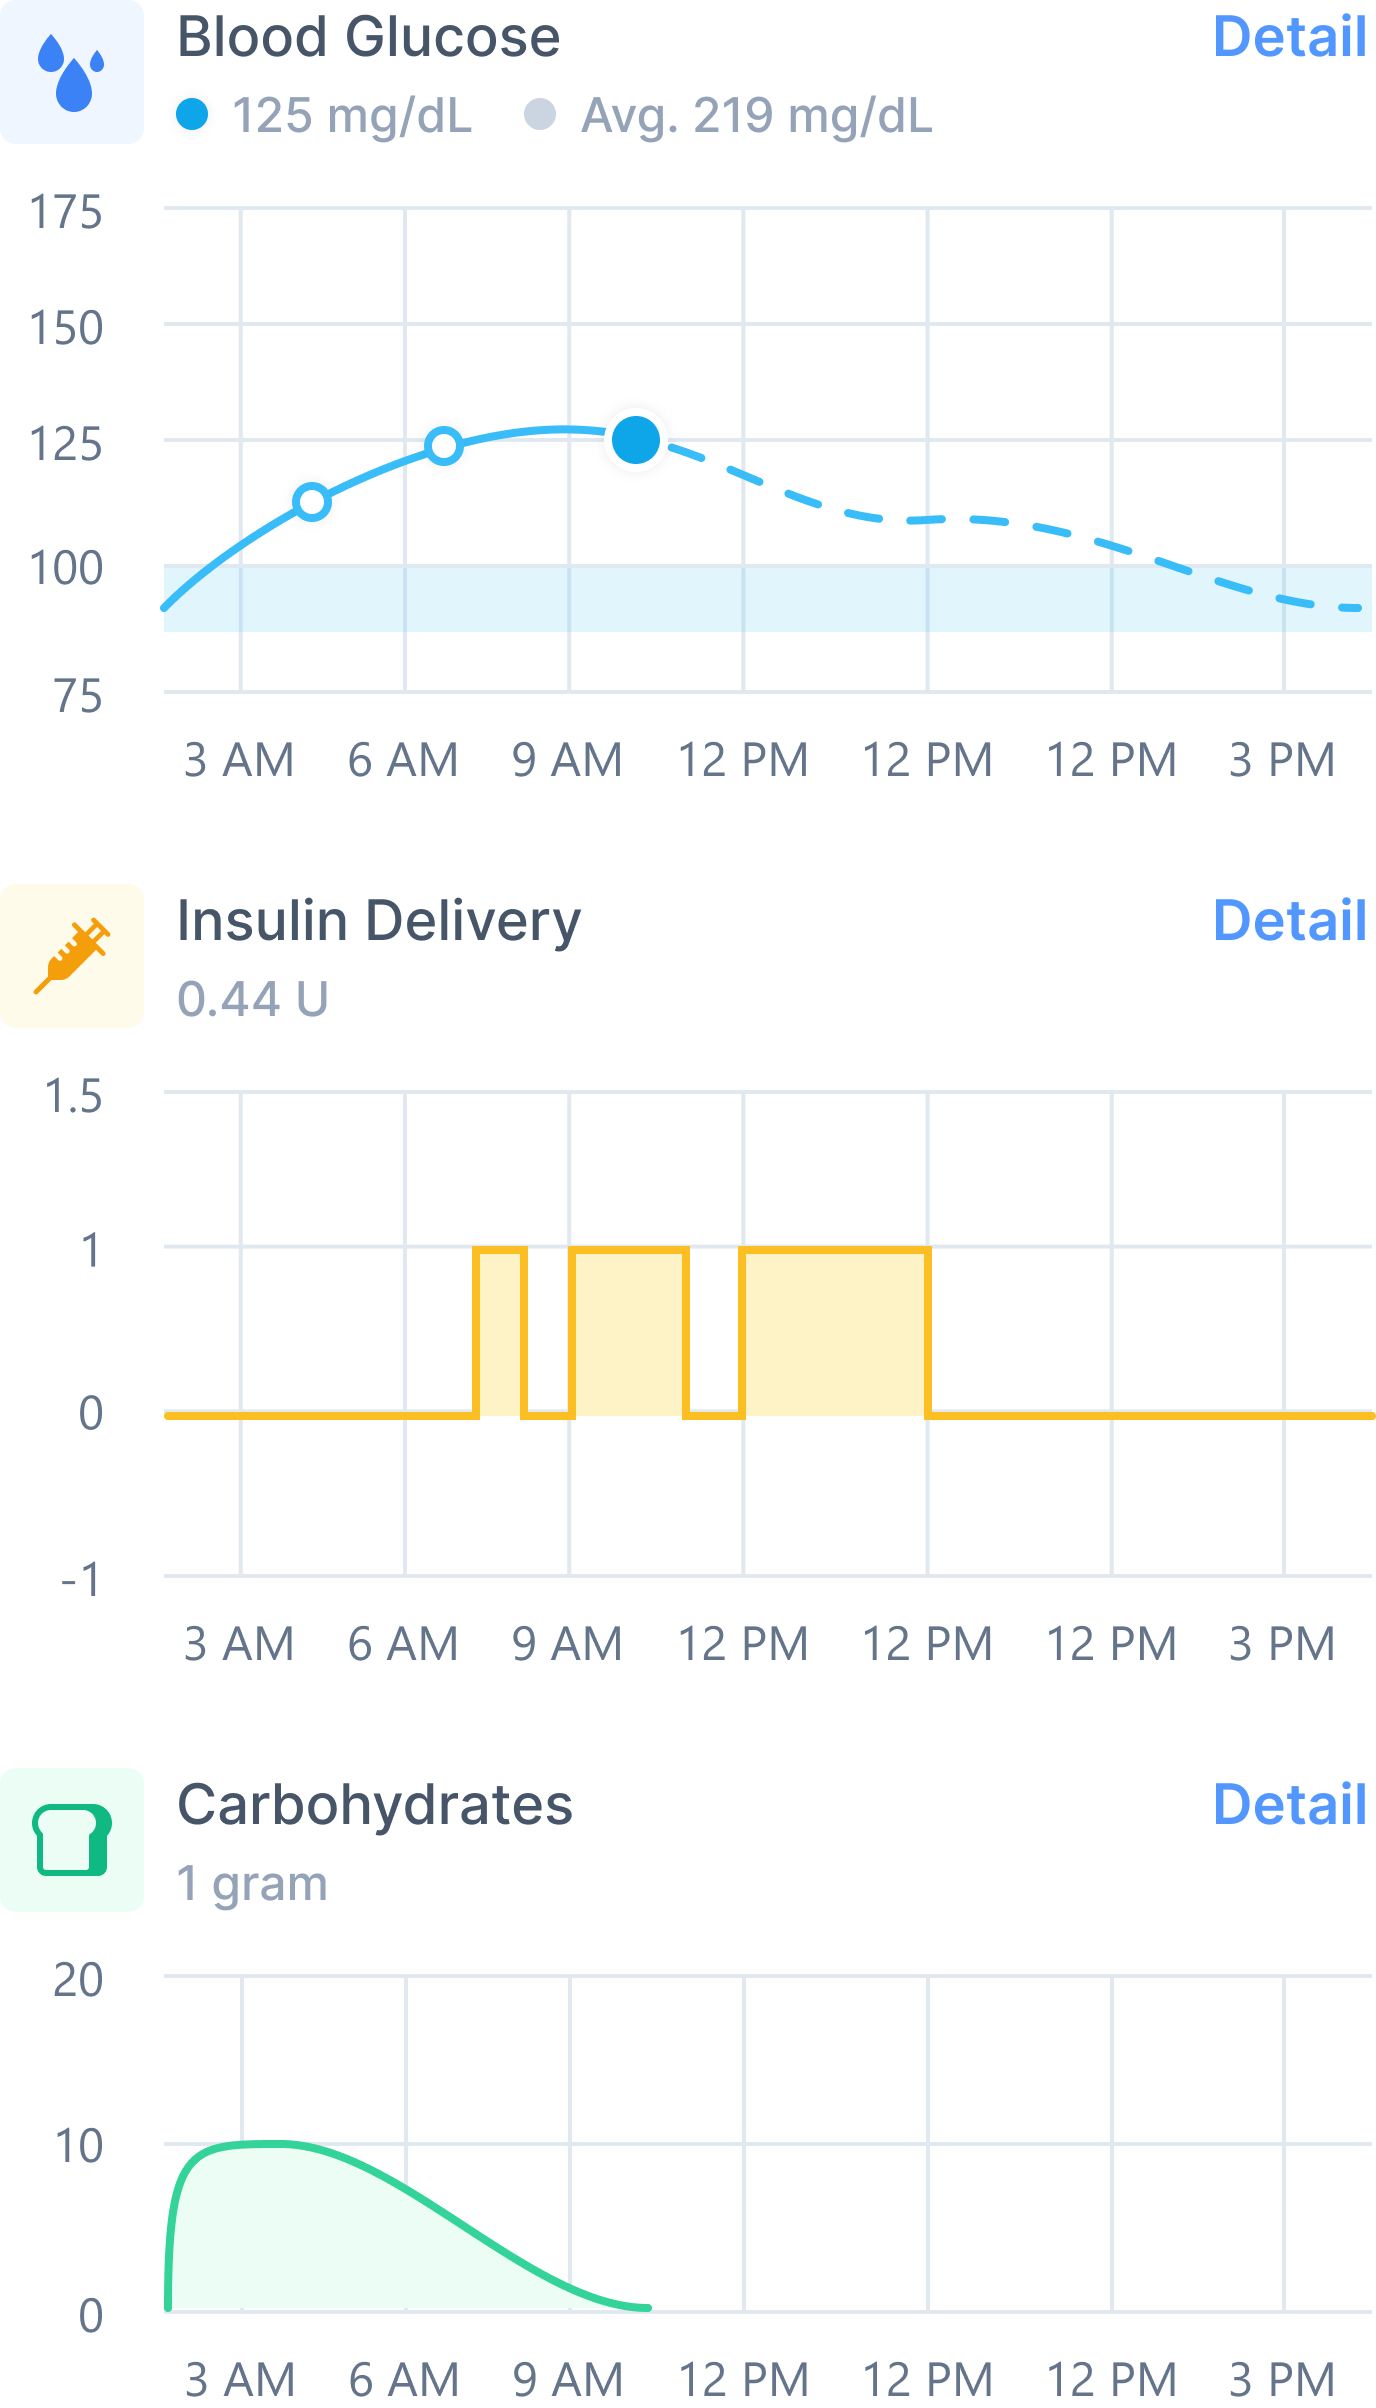 Blood Glucose Detail
125 mg/dL Avg. 219 mg/dL
175
150
125
100
75
3 AM 6 AM 9 AM 12 PM 12 PM 12 PM 3 PM
Insulin Delivery Detail
0.44 U
1.5
1
0
-1
3 AM 6 AM 9 AM 12 PM 12 PM 12 PM 3 PM
Carbohydrates Detail
1 gram
20
10
0
3 AM 6 AM 9 AM 12 PM 12 PM 12 PM 3 PM